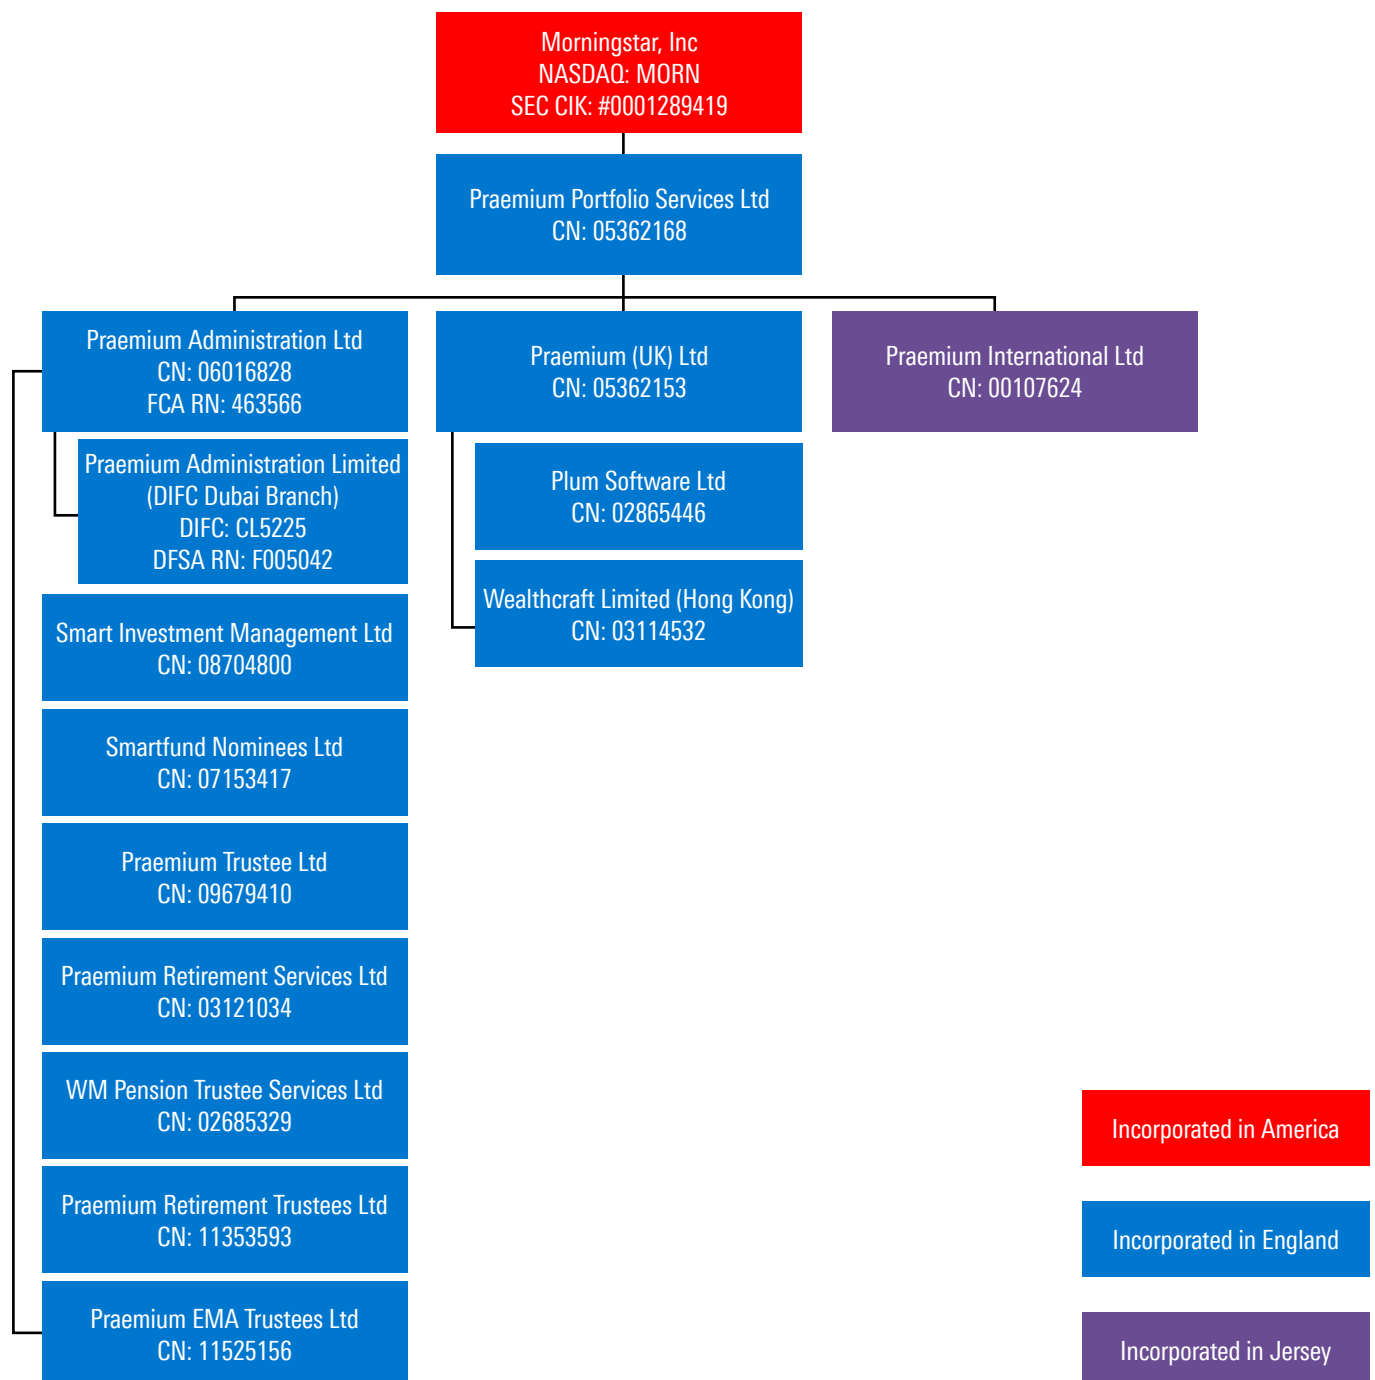 Morningstar, Inc
NASDAQ: MORN
SEC CIK: #0001289419
Praemium Portfolio Services Ltd
CN: 05362168
Praemium Administration Ltd
CN: 06016828
FCA RN: 463566
Praemium (UK) Ltd
CN: 05362153
Praemium International Ltd
CN: 00107624
Praemium Administration Limited
(DIFC Dubai Branch)
DIFC: CL5225
DFSA RN: F005042
Plum Software Ltd
CN: 02865446
Wealthcraft Limited (Hong Kong)
CN: 03114532
Smart Investment Management Ltd
CN: 08704800
Smartfund Nominees Ltd
CN: 07153417
Praemium Trustee Ltd
CN: 09679410
Praemium Retirement Services Ltd
CN: 03121034
WM Pension Trustee Services Ltd
CN: 02685329
Praemium Retirement Trustees Ltd
CN: 11353593
Praemium EMA Trustees Ltd
CN: 11525156
Incorporated in America
Incorporated in England
Incorporated in Jersey